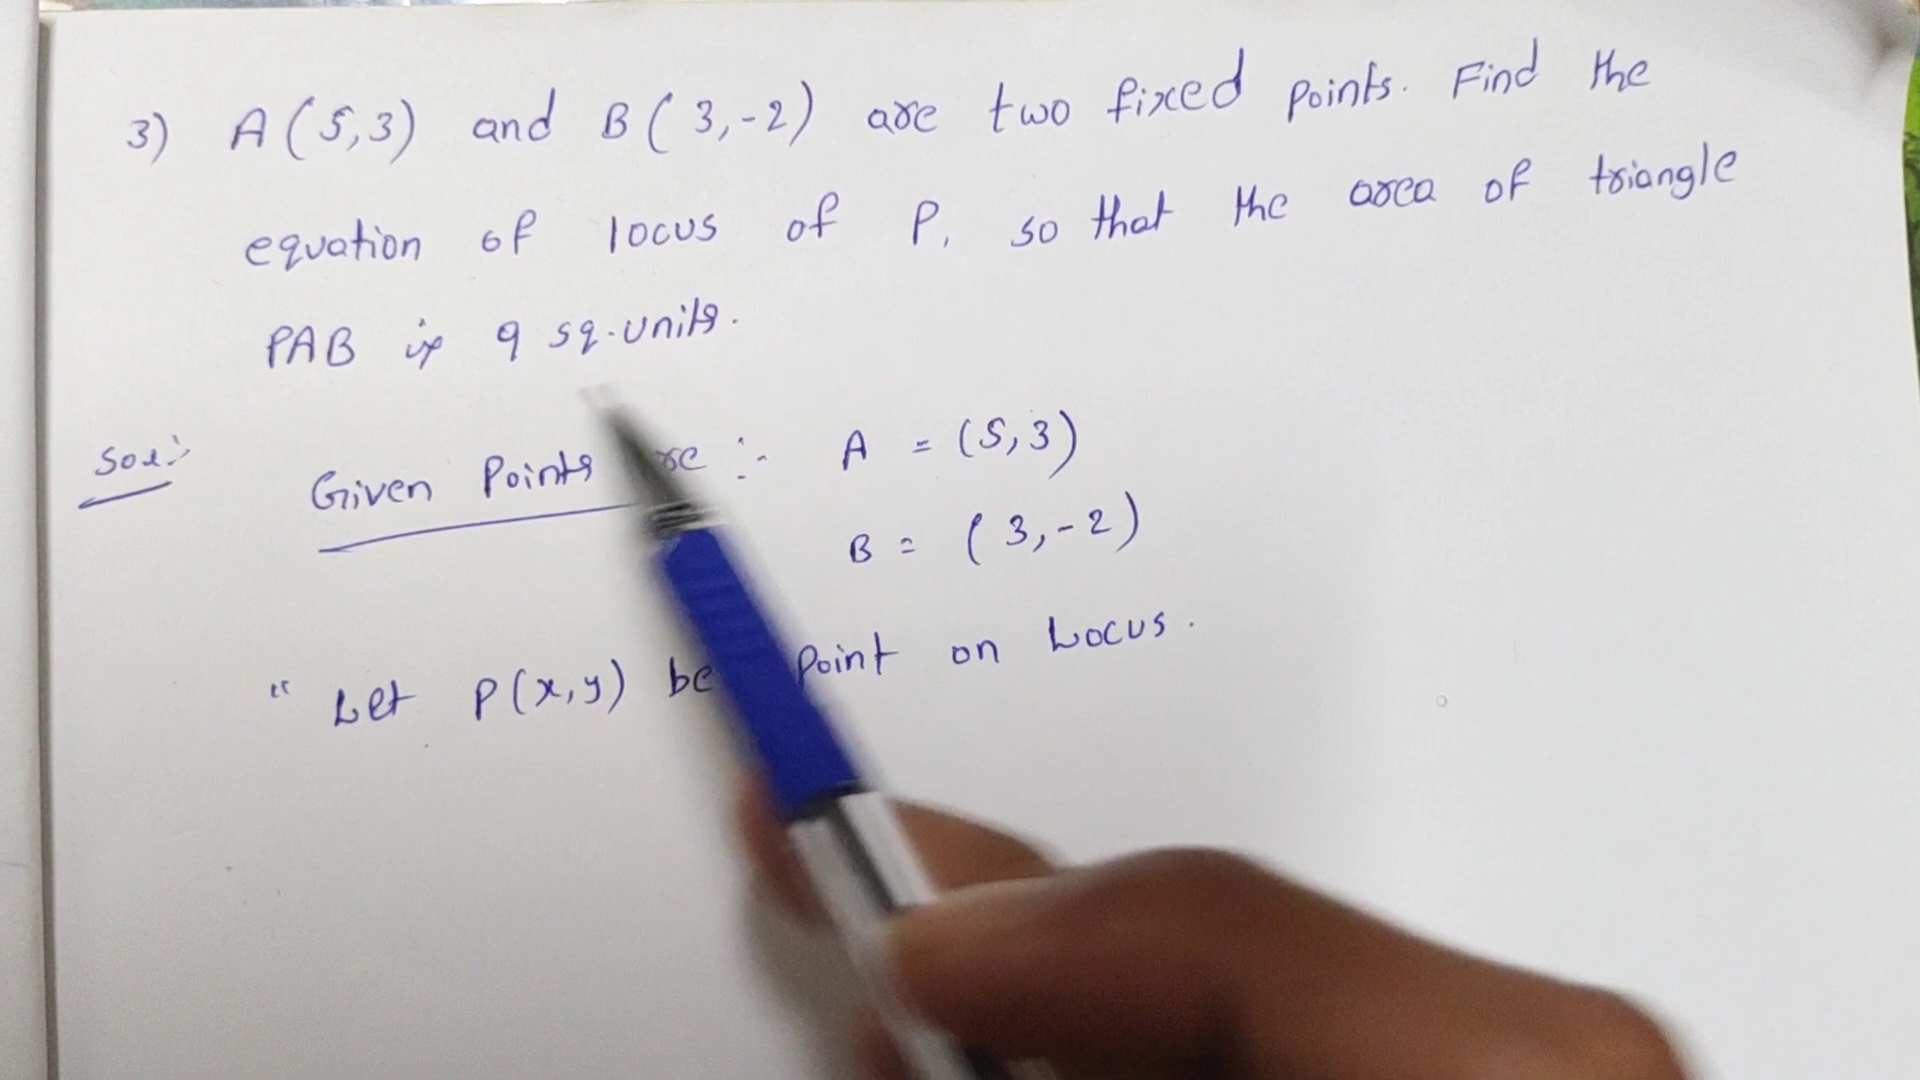 3) A(5,3) and B(3,-2) are two fixed points. Find the
equation of locus of P, so that the area of triangle
PAB is 9 sq.units.
Sol:- Given Points :- A = (5,3)
B = (3,-2)
" Let P(x,y) be Point on Locus.